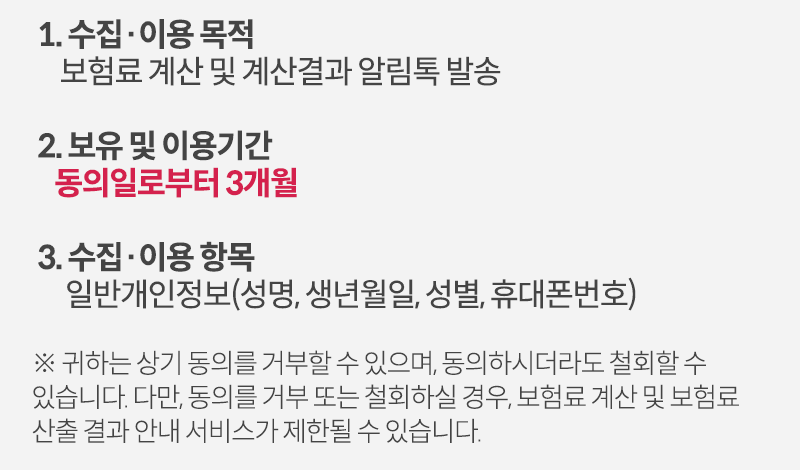 1. 수집·이용 목적
보험료 계산 및 계산결과 알림톡 발송
2. 보유 및 이용기간
동의일로부터 3개월
3. 수집·이용 항목
일반개인정보(성명, 생년월일, 성별, 휴대폰번호)
※ 귀하는 상기 동의를 거부할 수 있으며, 동의하시더라도 철회할 수
있습니다. 다만, 동의를 거부 또는 철회하실 경우, 보험료 계산 및 보험료
산출 결과 안내 서비스가 제한될 수 있습니다.